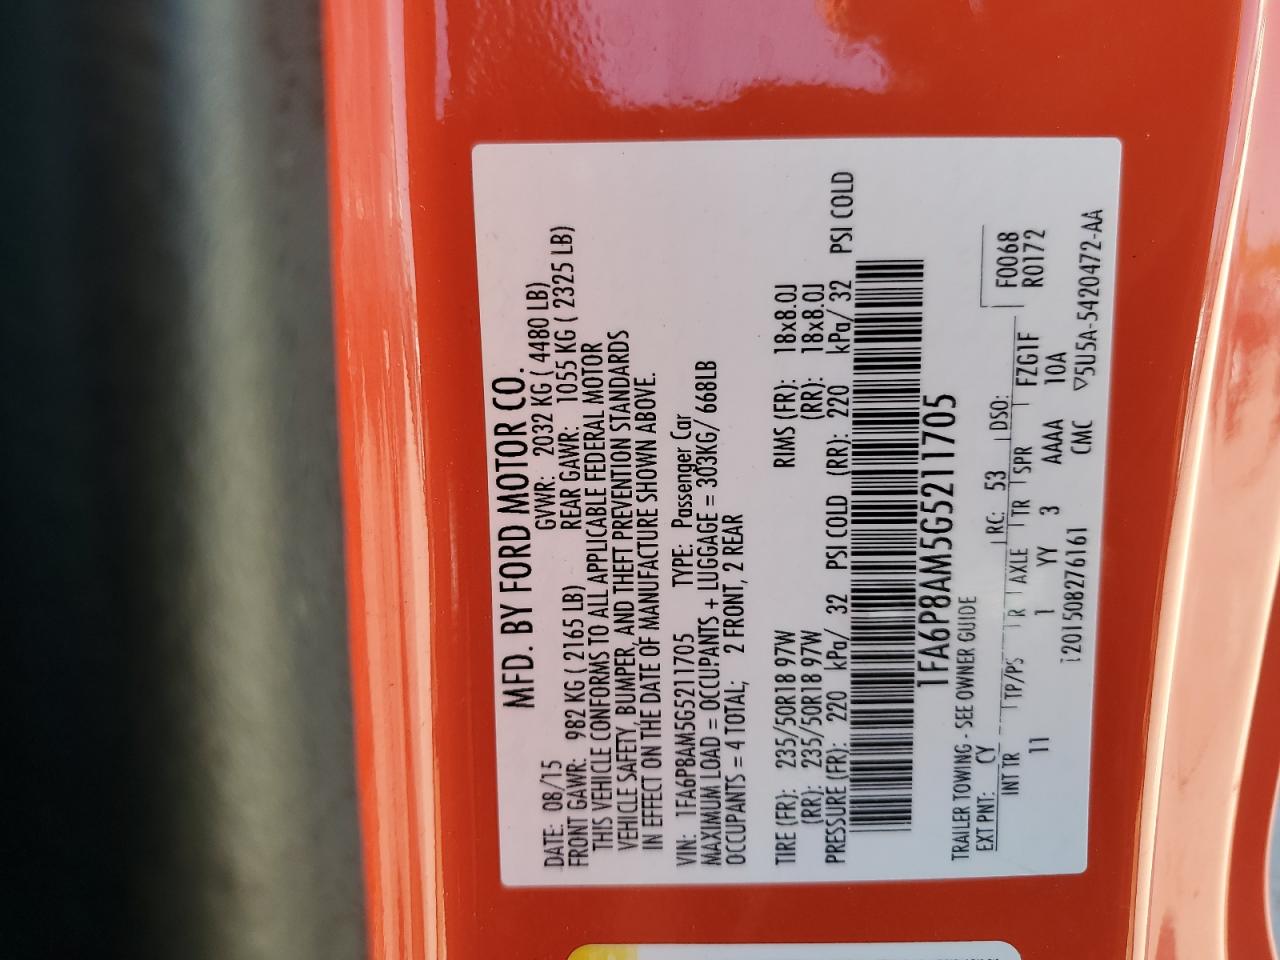 MFD. BY FORD MOTOR CO.
DATE: 08/15 GVWR: 2032 KG ( 4480 LB)
FRONT GAWR: 982 KG ( 2165 LB) REAR GAWR: 1055 KG ( 2325 LB)
THIS VEHICLE CONFORMS TO ALL APPLICABLE FEDERAL MOTOR
VEHICLE SAFETY, BUMPER, AND THEFT PREVENTION STANDARDS
IN EFFECT ON THE DATE OF MANUFACTURE SHOWN ABOVE.
VIN: 1FA6P8AM5G5211705 TYPE: Passenger Car
MAXIMUM LOAD = OCCUPANTS + LUGGAGE = 303KG/ 668LB
OCCUPANTS = 4 TOTAL; 2 FRONT, 2 REAR
TIRE (FR): 235/50R18 97W RIMS (FR): 18x8.0J
(RR): 235/50R18 97W (RR): 18x8.0J
PRESSURE (FR): 220 kPa/ 32 PSI COLD (RR): 220 kPa/ 32 PSI COLD
1FA6P8AM5G5211705
TRAILER TOWING - SEE OWNER GUIDE
EXT PNT: CY RC: 53 DSO: F0068
INT TR TP/PS R AXLE TR SPR FZG1F R0172
11 1 YY 3 AAAA 10A
1201508276161 CMC ▽5U5A-5420472-AA